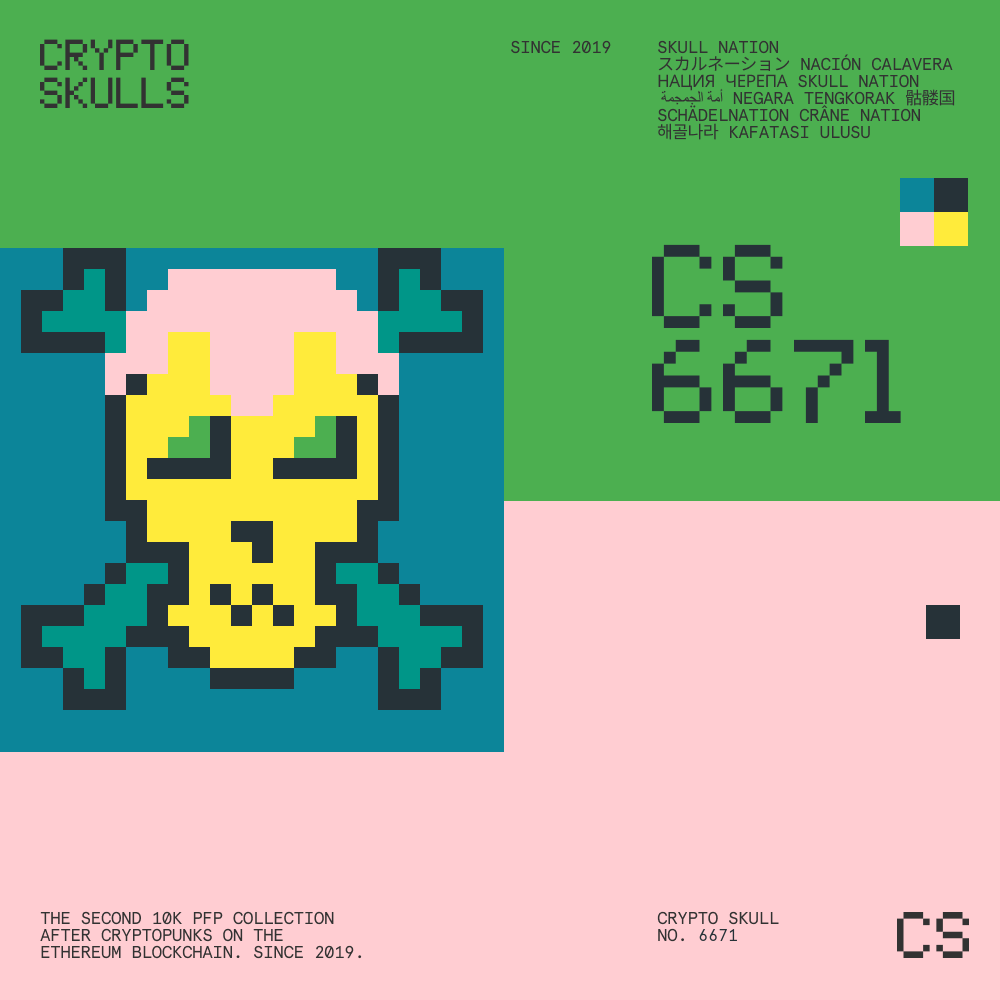 CRYPTO
SKULLS
SINCE 2019
SKULL NATION
スカルネーション NACIÓN CALAVERA
НАЦИЯ ЧЕРЕПА SKULL NATION
أمة الجمجمة NEGARA TENGKORAK 骷髅国
SCHÄDELNATION CRÂNE NATION
해골나라 KAFATASI ULUSU
CS
6671
THE SECOND 10K PFP COLLECTION
AFTER CRYPTOPUNKS ON THE
ETHEREUM BLOCKCHAIN. SINCE 2019.
CRYPTO SKULL
NO. 6671
CS